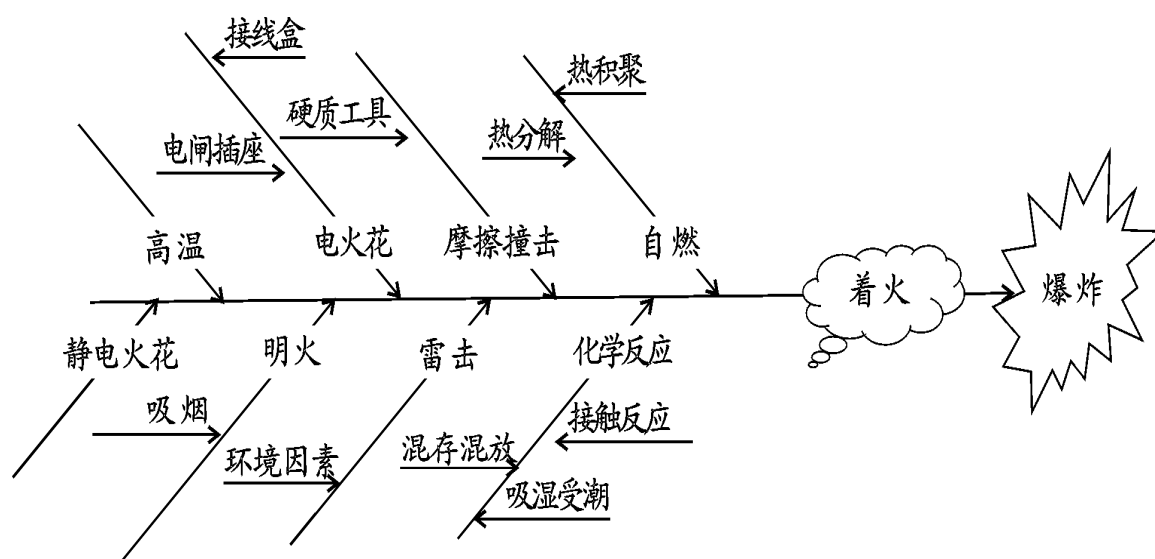 接线盒
热积聚
硬质工具
热分解
电闸插座
高温
电火花
摩擦撞击
自燃
着火
爆炸
静电火花
明火
雷击
化学反应
吸烟
接触反应
环境因素
混存混放
吸湿受潮